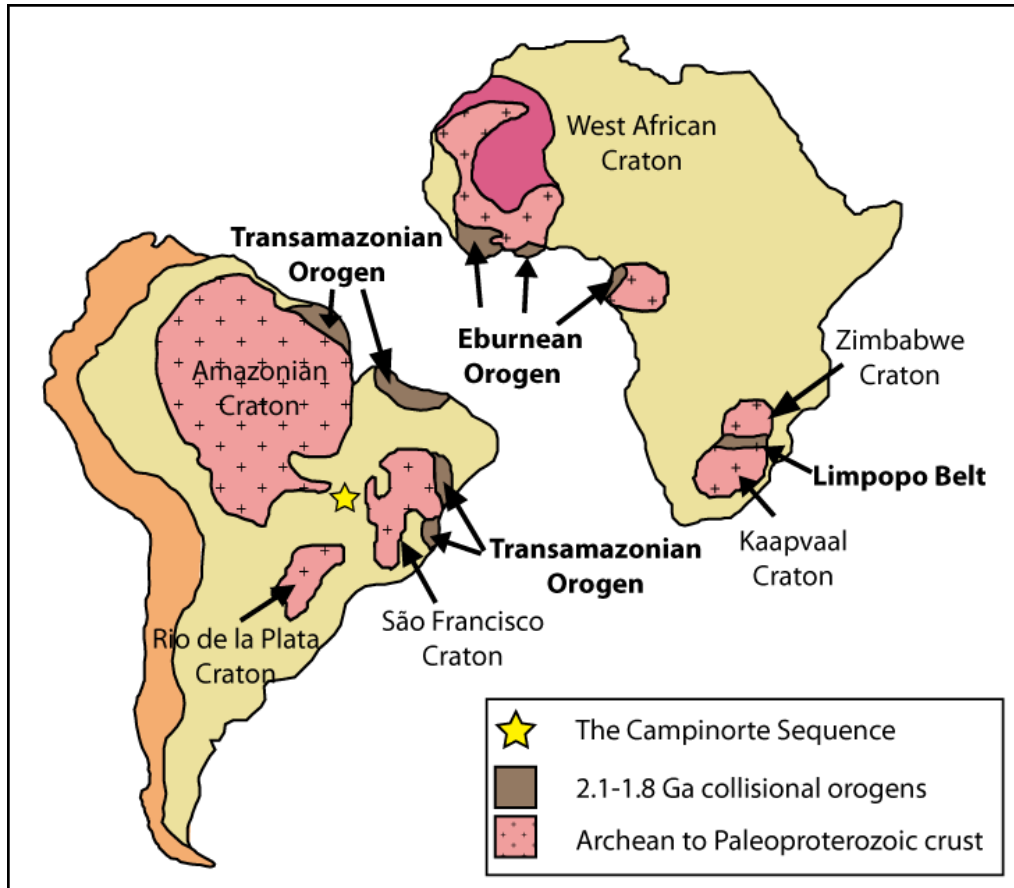 West African
Craton
Transamazonian
Orogen
Eburnean
Orogen
Zimbabwe
Craton
Amazonian
Craton
Limpopo Belt
Kaapvaal
Craton
Transamazonian
Orogen
São Francisco
Craton
Rio de la Plata
Craton
The Campinorte Sequence
2.1-1.8 Ga collisional orogens
Archean to Paleoproterozoic crust